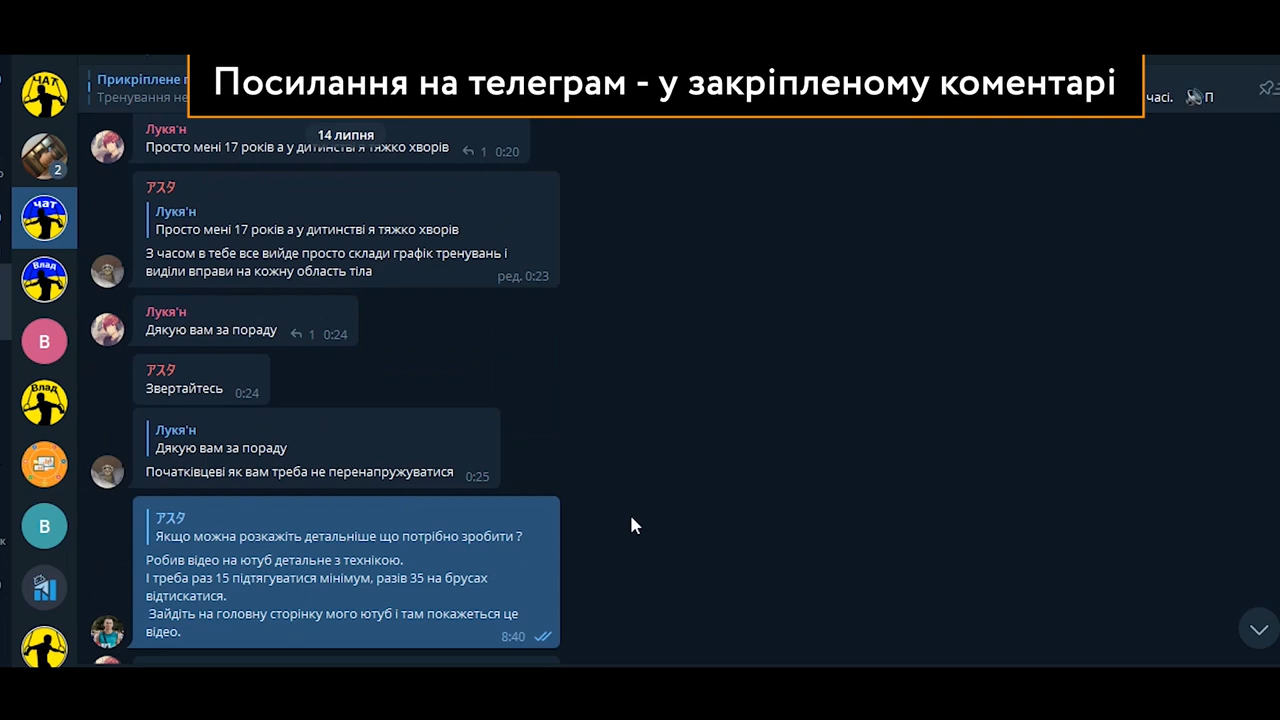 Посилання на телеграм - у закріпленому коментарі
ЧАТ
2
чат
Влад
В
Влад
В
Прикріплене п
Тренування не
часі. 🔊 П
14 липня
Лукя'н
Просто мені 17 років а у дитинстві я тяжко хворів 1 0:20
アスタ
Лукя'н
Просто мені 17 років а у дитинстві я тяжко хворів
З часом в тебе все вийде просто склади графік тренувань і
виділи вправи на кожну область тіла ред. 0:23
Лукя'н
Дякую вам за пораду 1 0:24
アスタ
Звертайтесь 0:24
Лукя'н
Дякую вам за пораду
Початківцеві як вам треба не перенапружуватися 0:25
アスタ
Якщо можна розкажіть детальніше що потрібно зробити ?
Робив відео на ютуб детальне з технікою.
І треба раз 15 підтягуватися мінімум, разів 35 на брусах
відтискатися.
Зайдіть на головну сторінку мого ютуб і там покажеться це
відео. 8:40